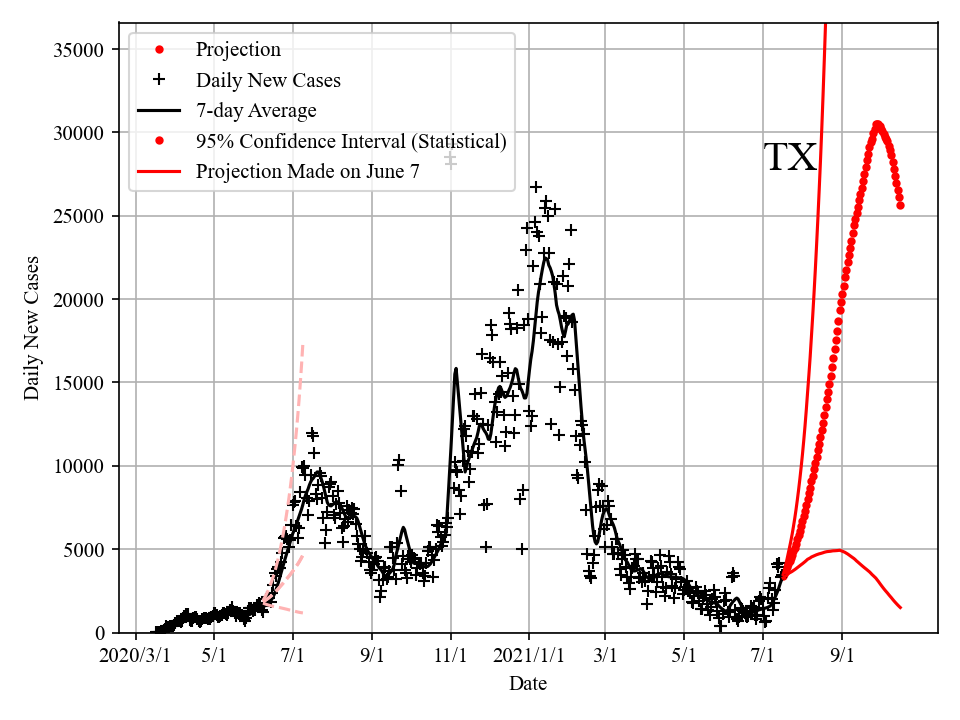 Projection
Daily New Cases
7-day Average
95% Confidence Interval (Statistical)
Projection Made on June 7
TX
35000
30000
25000
20000
15000
10000
5000
0
Daily New Cases
2020/3/1 5/1 7/1 9/1 11/1 2021/1/1 3/1 5/1 7/1 9/1
Date